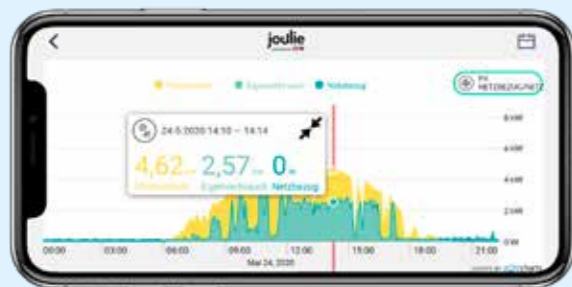 joulie
Eigenverbrauch Netzbezug
PV
NETZBEZUG/NETZ
24-5-2020 14:10 – 14:14
4,62 2,57 0
Eigenverbrauch Netzbezug
8 kW
6 kW
4 kW
2 kW
0 W
00:00 03:00 06:00 09:00 12:00 15:00 18:00 21:00
Mai 24, 2020